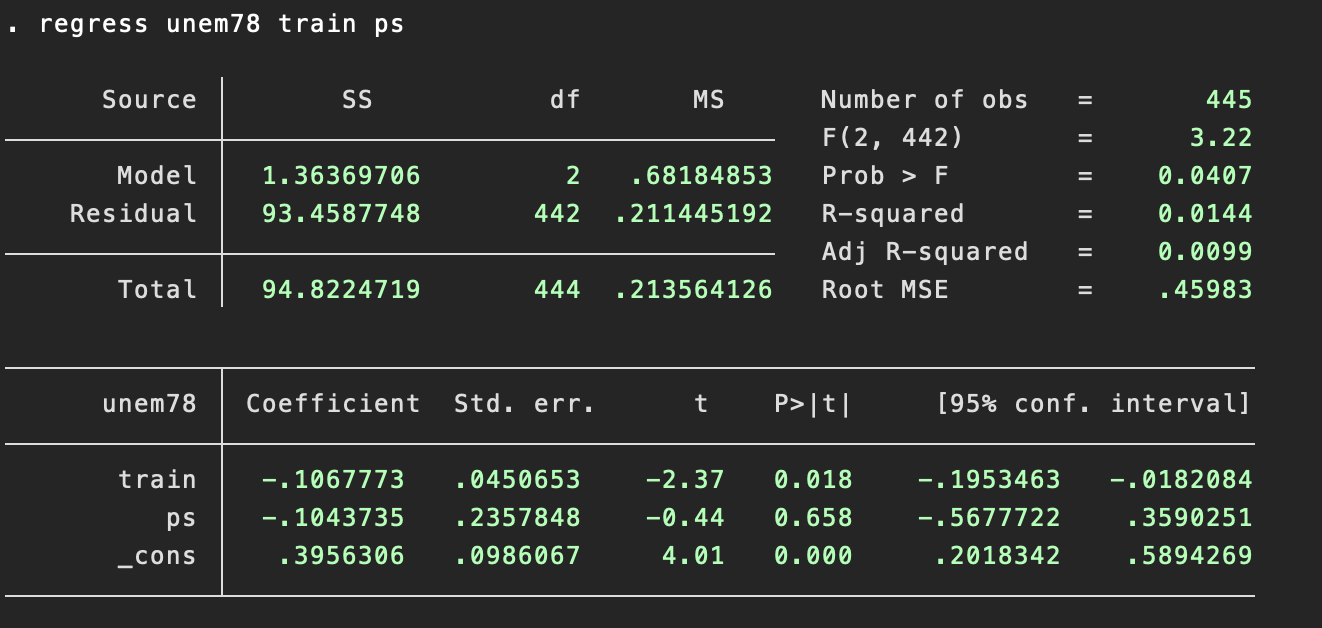 . regress unem78 train ps
Source | SS df MS Number of obs = 445
F(2, 442) = 3.22
Model | 1.36369706 2 .68184853 Prob > F = 0.0407
Residual | 93.4587748 442 .211445192 R-squared = 0.0144
Adj R-squared = 0.0099
Total | 94.8224719 444 .213564126 Root MSE = .45983
unem78 | Coefficient Std. err. t P>|t| [95% conf. interval]
train | -.1067773 .0450653 -2.37 0.018 -.1953463 -.0182084
ps | -.1043735 .2357848 -0.44 0.658 -.5677722 .3590251
_cons | .3956306 .0986067 4.01 0.000 .2018342 .5894269